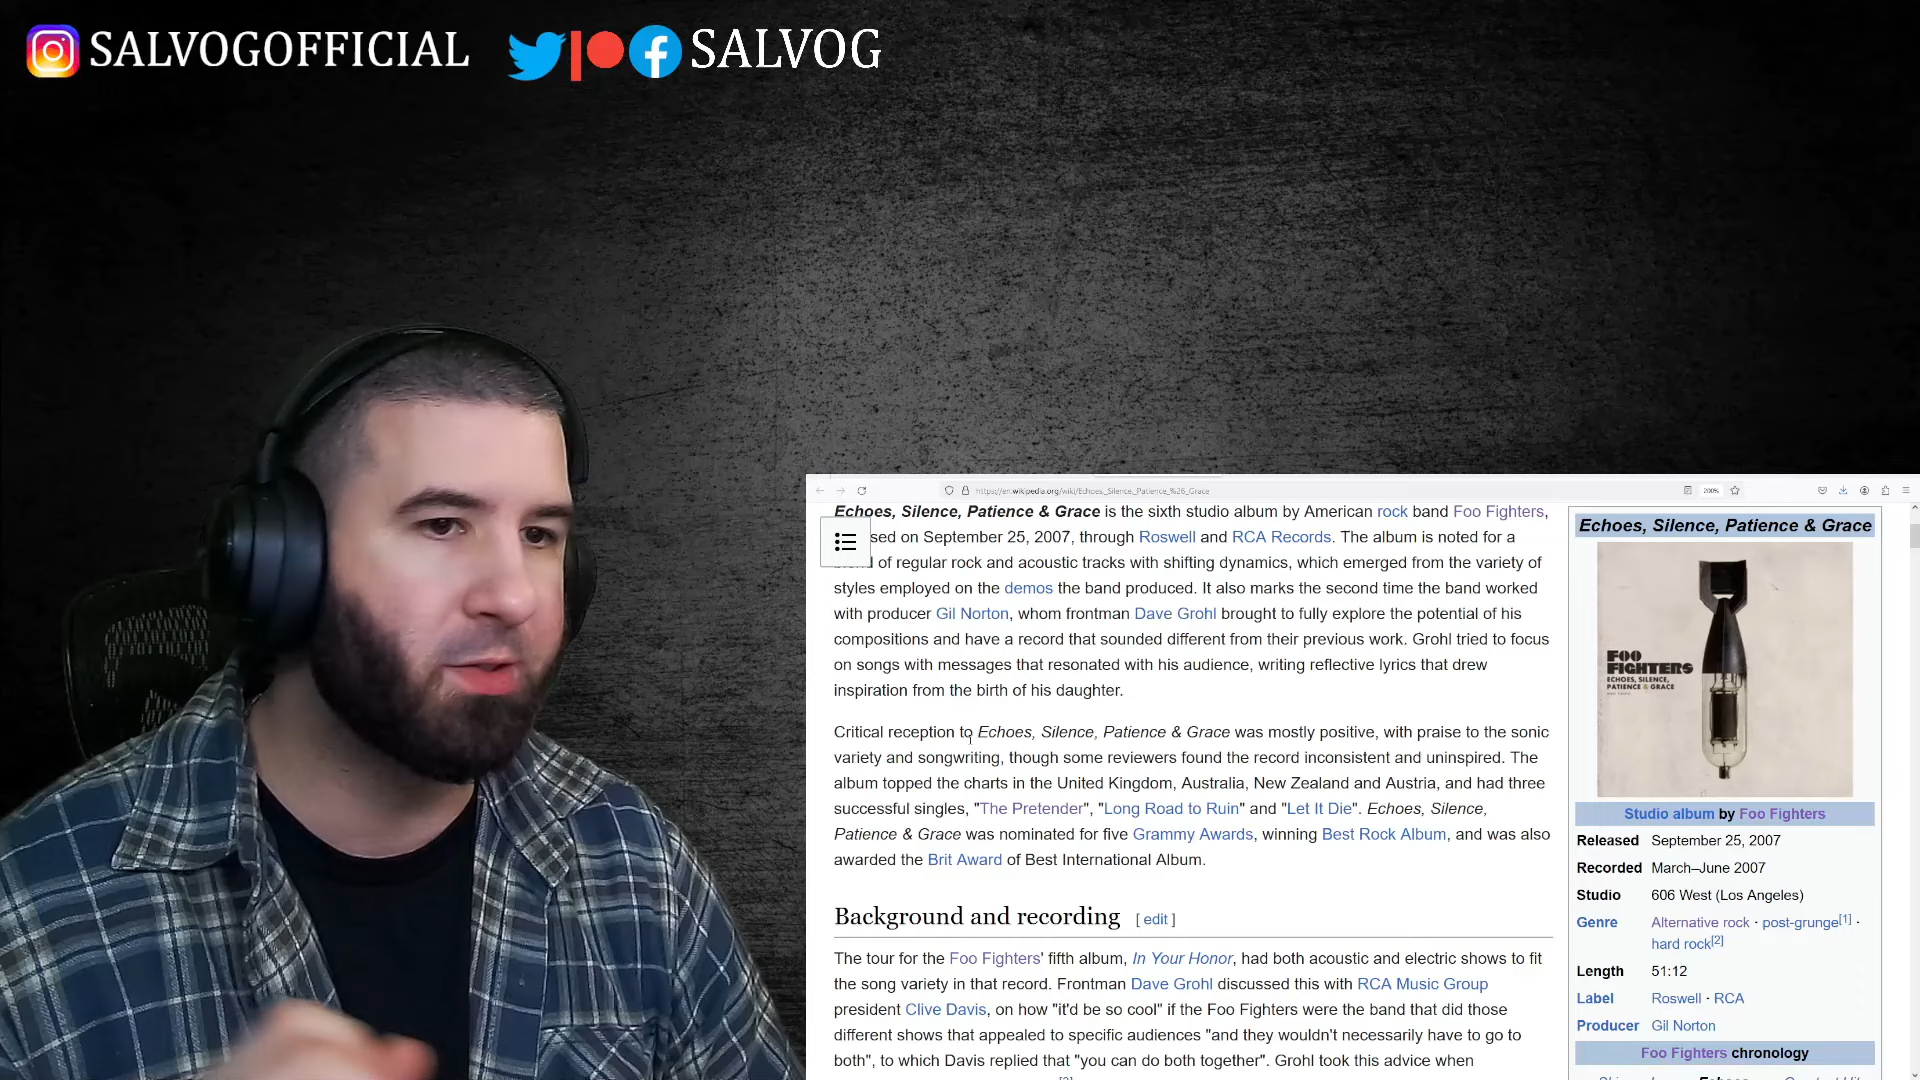 SALVOGOFFICIAL
SALVOG
https://en.wikipedia.org/wiki/Echoes,_Silence,_Patience_%26_Grace
200%
Echoes, Silence, Patience & Grace is the sixth studio album by American rock band Foo Fighters,
sed on September 25, 2007, through Roswell and RCA Records. The album is noted for a
of regular rock and acoustic tracks with shifting dynamics, which emerged from the variety of
styles employed on the demos the band produced. It also marks the second time the band worked
with producer Gil Norton, whom frontman Dave Grohl brought to fully explore the potential of his
compositions and have a record that sounded different from their previous work. Grohl tried to focus
on songs with messages that resonated with his audience, writing reflective lyrics that drew
inspiration from the birth of his daughter.
Critical reception to Echoes, Silence, Patience & Grace was mostly positive, with praise to the sonic
variety and songwriting, though some reviewers found the record inconsistent and uninspired. The
album topped the charts in the United Kingdom, Australia, New Zealand and Austria, and had three
successful singles, "The Pretender", "Long Road to Ruin" and "Let It Die". Echoes, Silence,
Patience & Grace was nominated for five Grammy Awards, winning Best Rock Album, and was also
awarded the Brit Award of Best International Album.
Background and recording [ edit ]
The tour for the Foo Fighters' fifth album, In Your Honor, had both acoustic and electric shows to fit
the song variety in that record. Frontman Dave Grohl discussed this with RCA Music Group
president Clive Davis, on how "it'd be so cool" if the Foo Fighters were the band that did those
different shows that appealed to specific audiences "and they wouldn't necessarily have to go to
both", to which Davis replied that "you can do both together". Grohl took this advice when
Echoes, Silence, Patience & Grace
FOO
FIGHTERS
ECHOES, SILENCE,
PATIENCE & GRACE
Studio album by Foo Fighters
Released September 25, 2007
Recorded March–June 2007
Studio 606 West (Los Angeles)
Genre Alternative rock · post-grunge[1] ·
hard rock[2]
Length 51:12
Label Roswell · RCA
Producer Gil Norton
Foo Fighters chronology